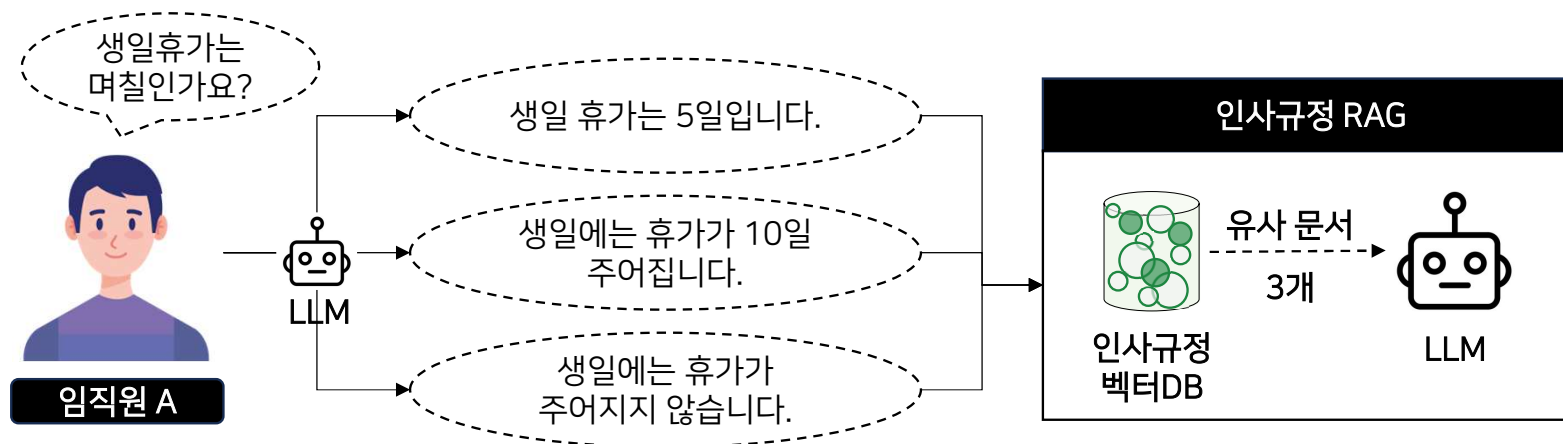 생일휴가는
며칠인가요?
임직원 A
LLM
생일 휴가는 5일입니다.
생일에는 휴가가 10일
주어집니다.
생일에는 휴가가
주어지지 않습니다.
인사규정 RAG
유사 문서
3개
인사규정
벡터DB
LLM